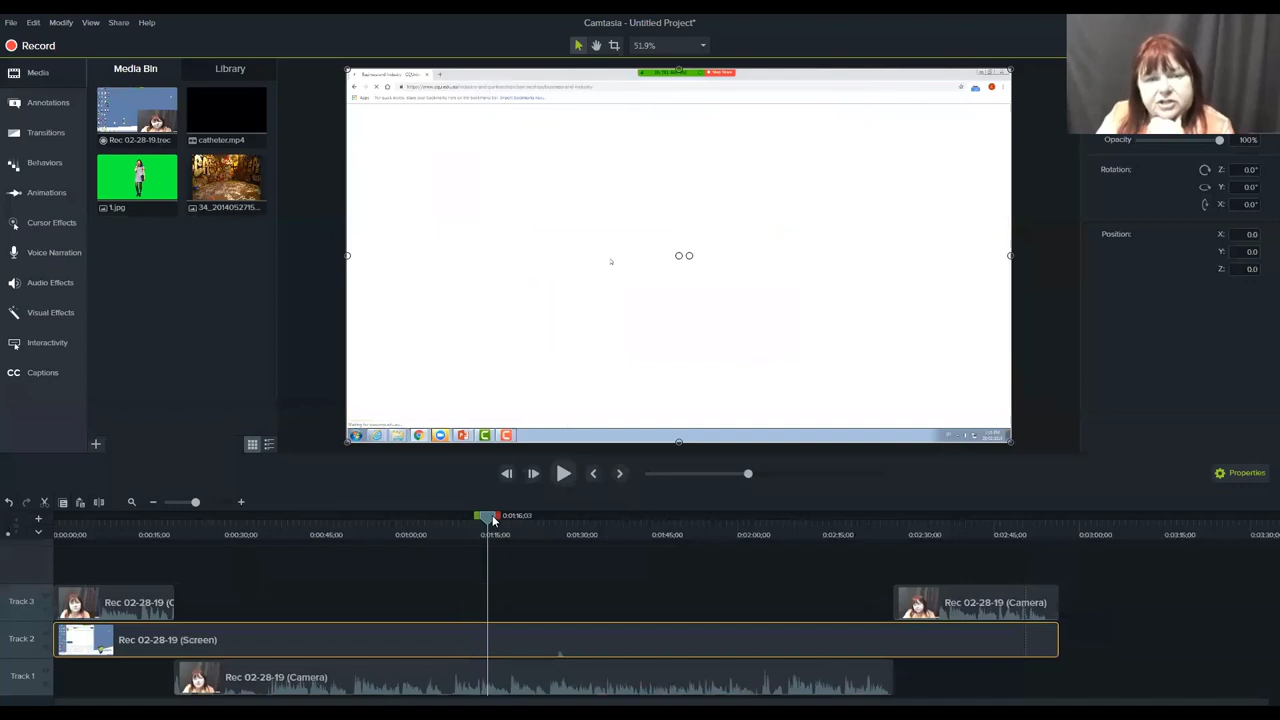 Camtasia - Untitled Project*
File Edit Modify View Share Help
Record
51.9%
Media
Annotations
Transitions
Behaviors
Animations
Cursor Effects
Voice Narration
Audio Effects
Visual Effects
Interactivity
CC Captions
Media Bin Library
Rec 02-28-19.trec catheter.mp4
1.jpg 34_2014052715...
Opacity 100%
Rotation: Z: 0.0°
Y: 0.0°
X: 0.0°
Position: X: 0.0
Y: 0.0
Z: 0.0
Properties
0:01:16;03
0:00:00;00 0:00:15;00 0:00:30;00 0:00:45;00 0:01:00;00 0:01:15;00 0:01:30;00 0:01:45;00 0:02:00;00 0:02:15;00 0:02:30;00 0:02:45;00 0:03:00;00 0:03:15;00 0:03:30;00
Track 3 Rec 02-28-19 (C Rec 02-28-19 (Camera)
Track 2 Rec 02-28-19 (Screen)
Track 1 Rec 02-28-19 (Camera)